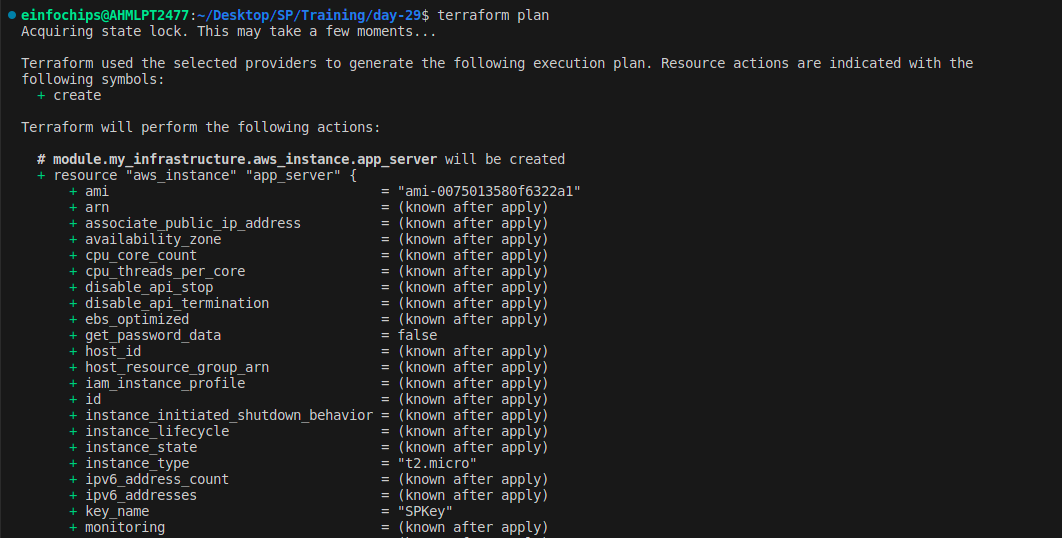 einfochips@AHMLPT2477:~/Desktop/SP/Training/day-29$ terraform plan
Acquiring state lock. This may take a few moments...
Terraform used the selected providers to generate the following execution plan. Resource actions are indicated with the
following symbols:
+ create
Terraform will perform the following actions:
# module.my_infrastructure.aws_instance.app_server will be created
+ resource "aws_instance" "app_server" {
+ ami = "ami-0075013580f6322a1"
+ arn = (known after apply)
+ associate_public_ip_address = (known after apply)
+ availability_zone = (known after apply)
+ cpu_core_count = (known after apply)
+ cpu_threads_per_core = (known after apply)
+ disable_api_stop = (known after apply)
+ disable_api_termination = (known after apply)
+ ebs_optimized = (known after apply)
+ get_password_data = false
+ host_id = (known after apply)
+ host_resource_group_arn = (known after apply)
+ iam_instance_profile = (known after apply)
+ id = (known after apply)
+ instance_initiated_shutdown_behavior = (known after apply)
+ instance_lifecycle = (known after apply)
+ instance_state = (known after apply)
+ instance_type = "t2.micro"
+ ipv6_address_count = (known after apply)
+ ipv6_addresses = (known after apply)
+ key_name = "SPKey"
+ monitoring = (known after apply)